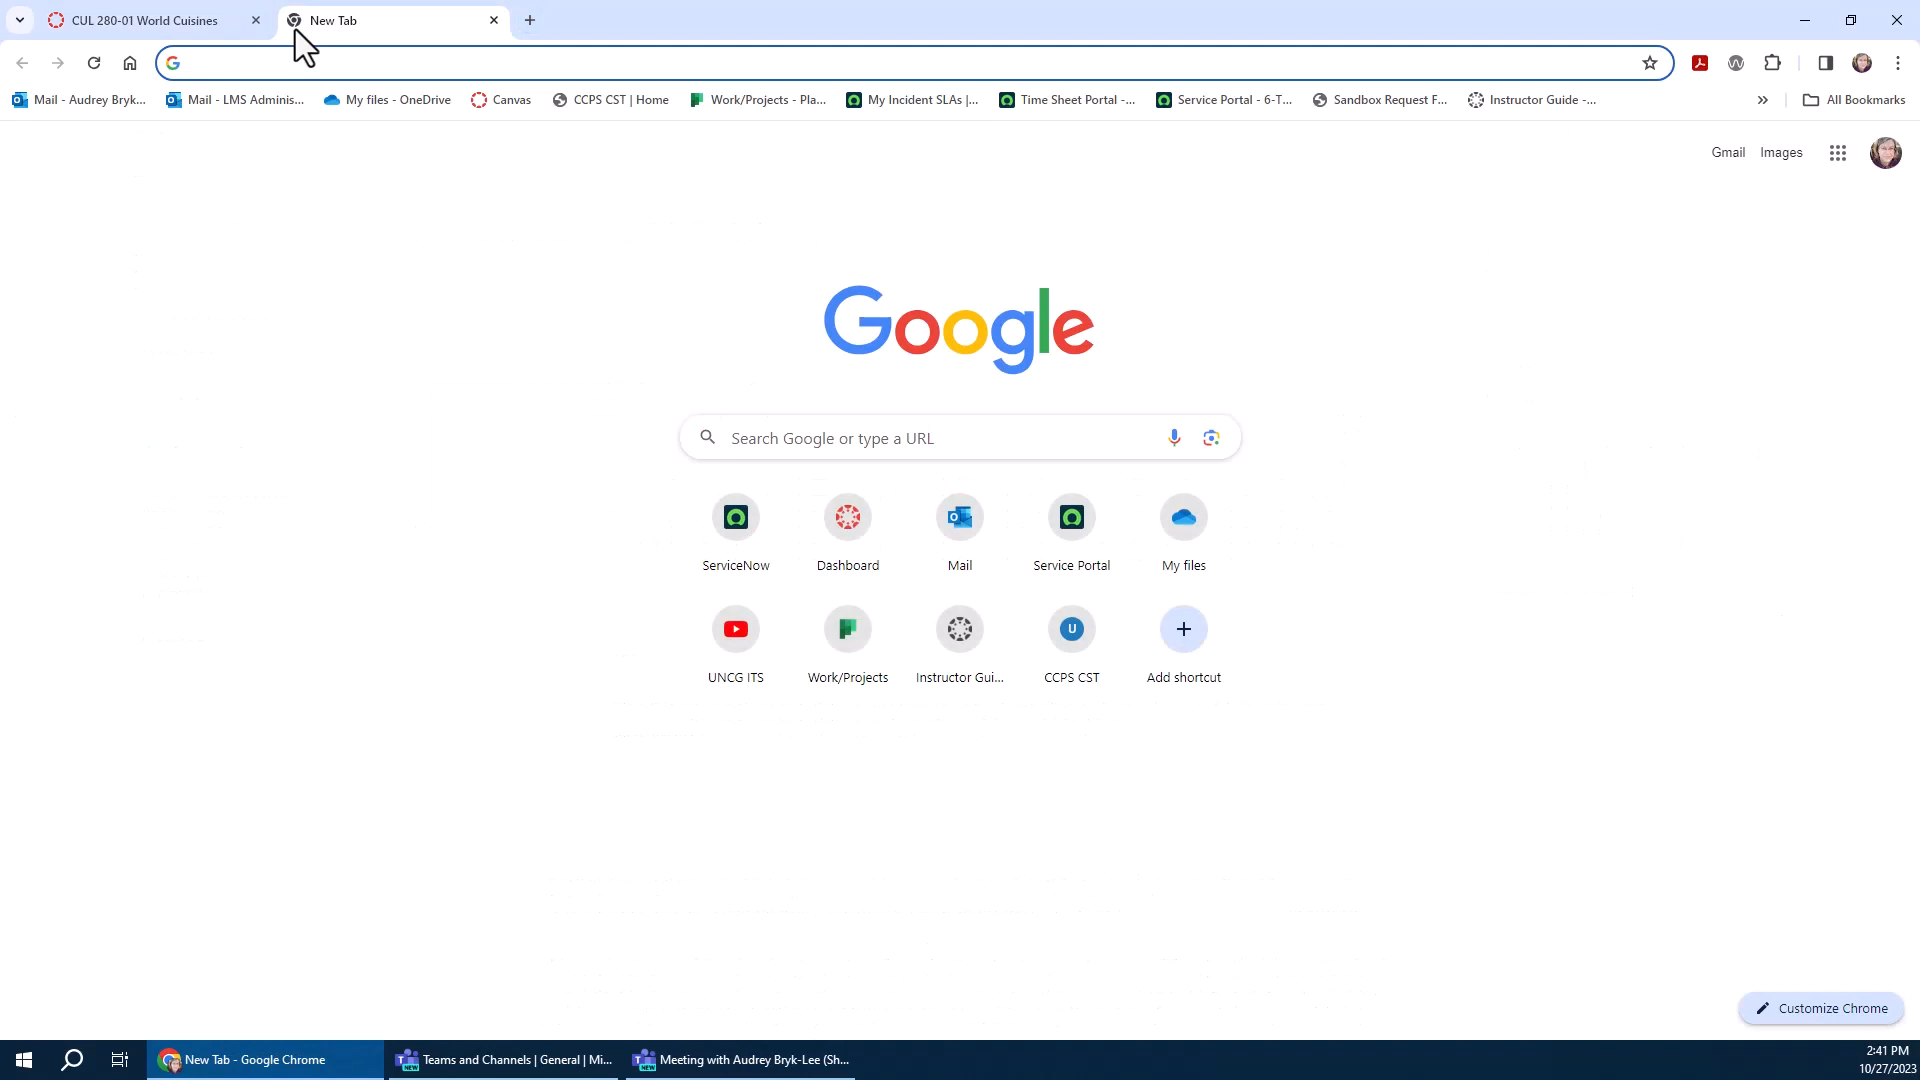 CUL 280-01 World Cuisines
New Tab
Mail - Audrey Bryk...
Mail - LMS Adminis...
My files - OneDrive
Canvas
CCPS CST | Home
Work/Projects - Pla...
My Incident SLAs |...
Time Sheet Portal -...
Service Portal - 6-T...
Sandbox Request F...
Instructor Guide -...
All Bookmarks
Gmail
Images
Google
Search Google or type a URL
ServiceNow
Dashboard
Mail
Service Portal
My files
UNCG ITS
Work/Projects
Instructor Gui...
U
CCPS CST
Add shortcut
Customize Chrome
New Tab - Google Chrome
Teams and Channels | General | Mi...
Meeting with Audrey Bryk-Lee (Sh...
2:41 PM
10/27/2023